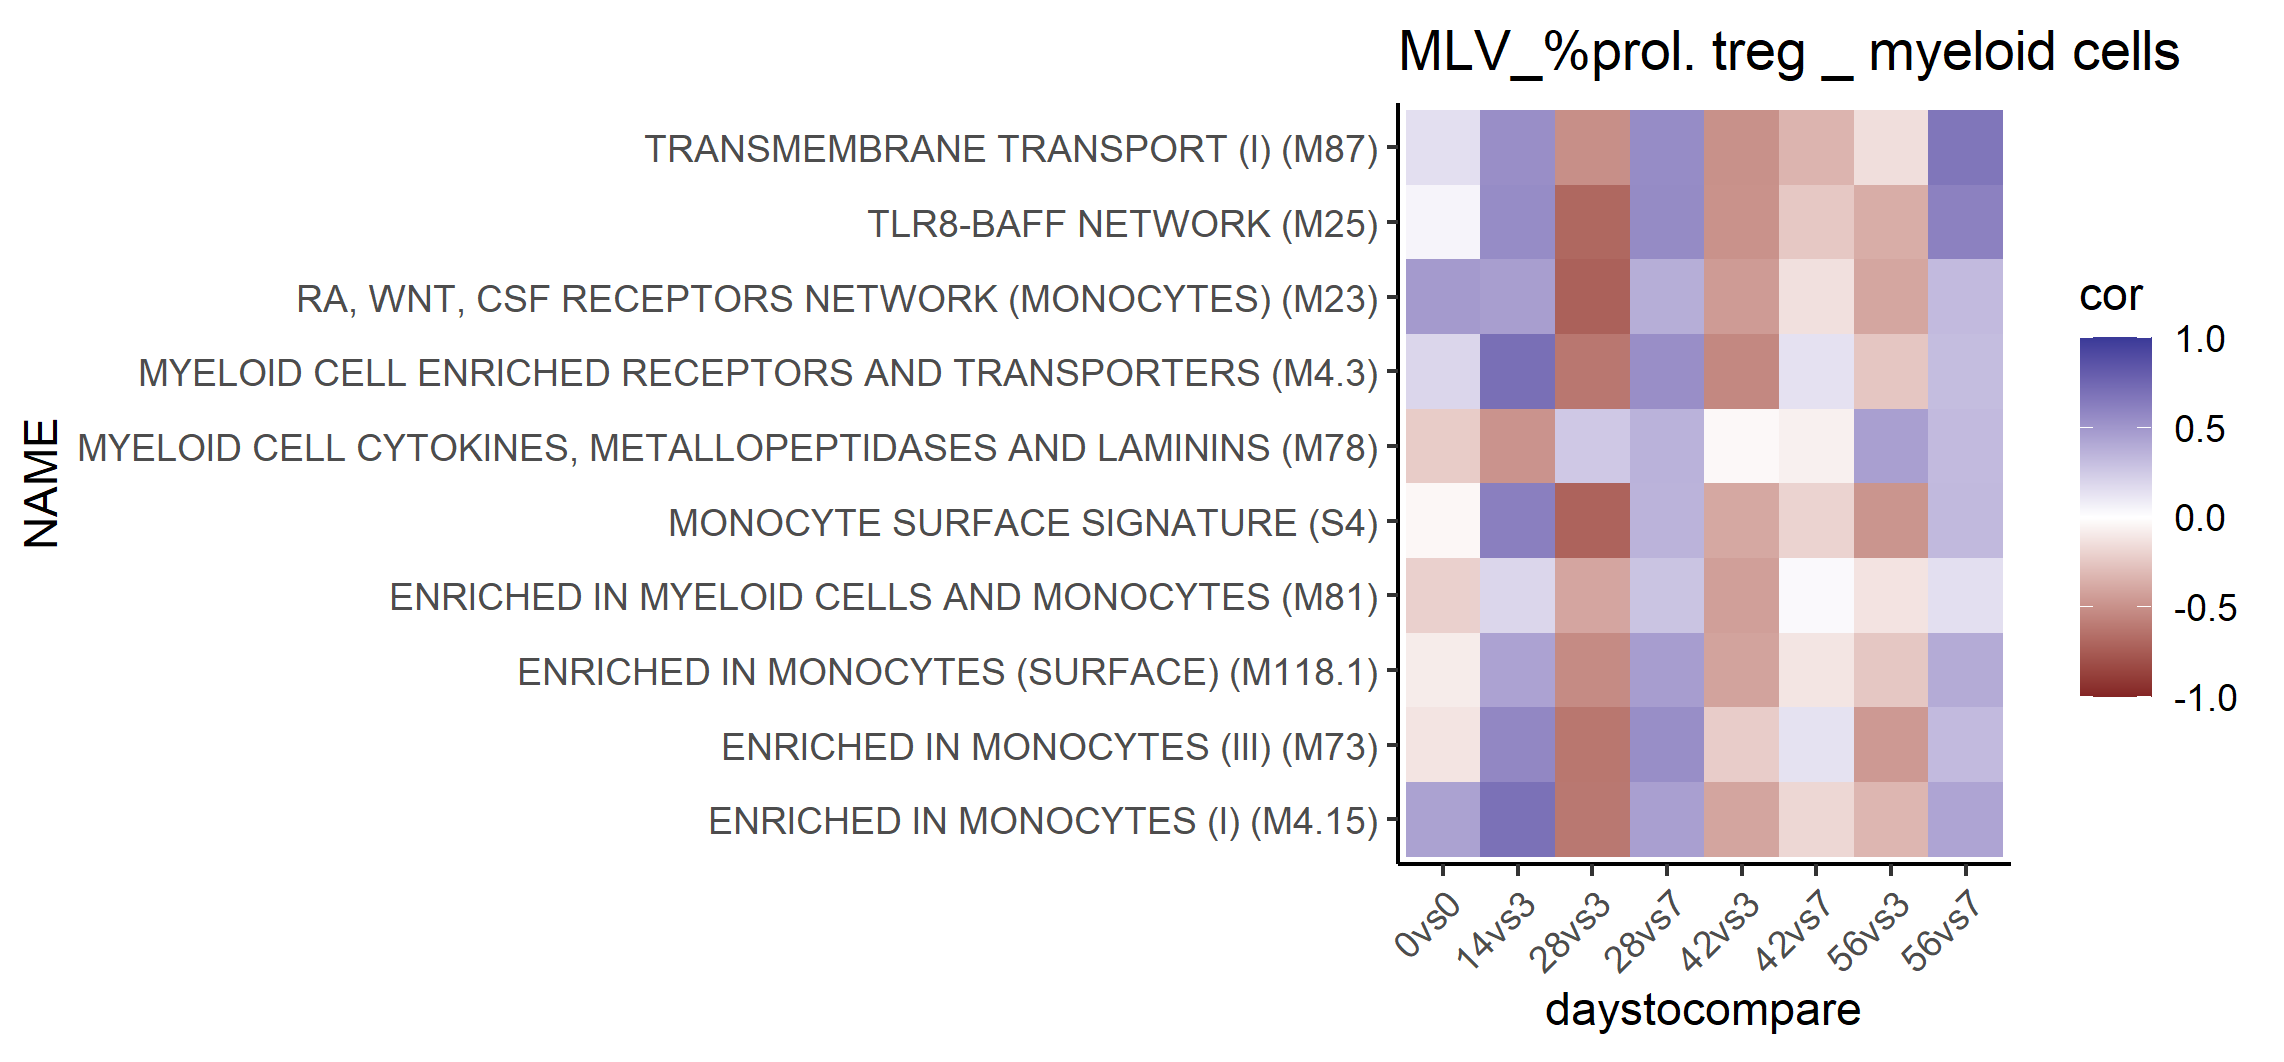 MLV_%prol. treg _ myeloid cells
NAME
TRANSMEMBRANE TRANSPORT (I) (M87)
TLR8-BAFF NETWORK (M25)
RA, WNT, CSF RECEPTORS NETWORK (MONOCYTES) (M23)
MYELOID CELL ENRICHED RECEPTORS AND TRANSPORTERS (M4.3)
MYELOID CELL CYTOKINES, METALLOPEPTIDASES AND LAMININS (M78)
MONOCYTE SURFACE SIGNATURE (S4)
ENRICHED IN MYELOID CELLS AND MONOCYTES (M81)
ENRICHED IN MONOCYTES (SURFACE) (M118.1)
ENRICHED IN MONOCYTES (III) (M73)
ENRICHED IN MONOCYTES (I) (M4.15)
0vs0
14vs3
28vs3
28vs7
42vs3
42vs7
56vs3
56vs7
daystocompare
cor
1.0
0.5
0.0
-0.5
-1.0